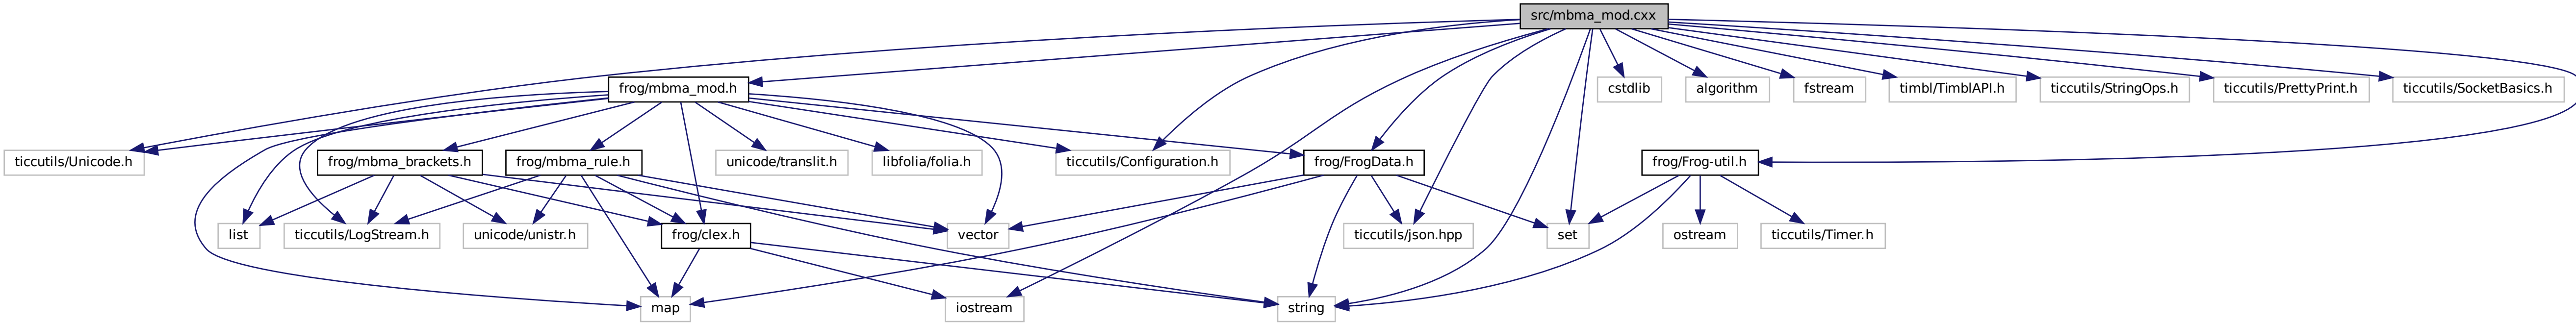 src/mbma_mod.cxx
frog/mbma_mod.h
cstdlib
algorithm
fstream
timbl/TimblAPI.h
ticcutils/StringOps.h
ticcutils/PrettyPrint.h
ticcutils/SocketBasics.h
ticcutils/Unicode.h
frog/mbma_brackets.h
frog/mbma_rule.h
unicode/translit.h
libfolia/folia.h
ticcutils/Configuration.h
frog/FrogData.h
frog/Frog-util.h
list
ticcutils/LogStream.h
unicode/unistr.h
frog/clex.h
vector
ticcutils/json.hpp
set
ostream
ticcutils/Timer.h
map
iostream
string